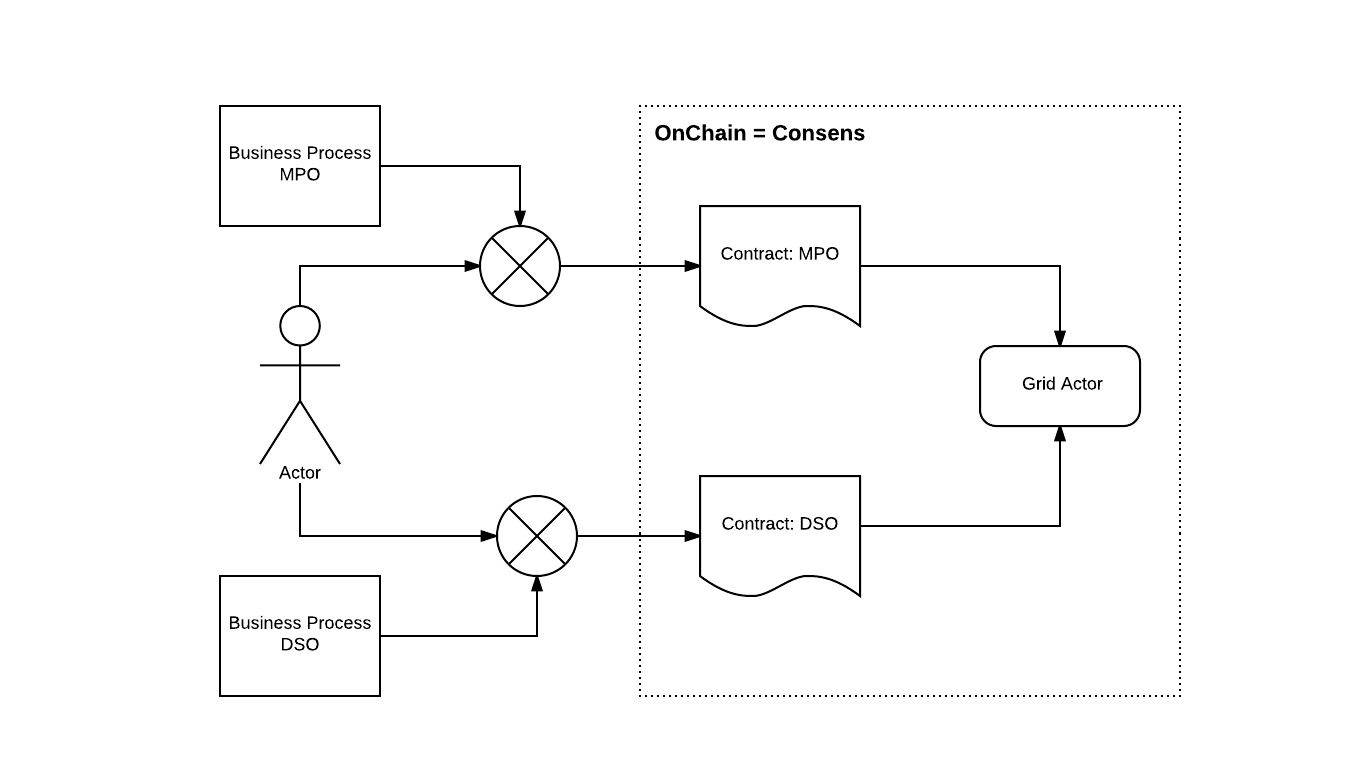 OnChain = Consens
Business Process
MPO
Contract: MPO
Grid Actor
Actor
Contract: DSO
Business Process
DSO